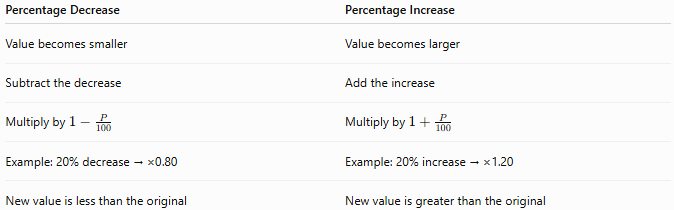 Percentage Decrease Percentage Increase
Value becomes smaller Value becomes larger
Subtract the decrease Add the increase
Multiply by 1 − P/100 Multiply by 1 + P/100
Example: 20% decrease → ×0.80 Example: 20% increase → ×1.20
New value is less than the original New value is greater than the original